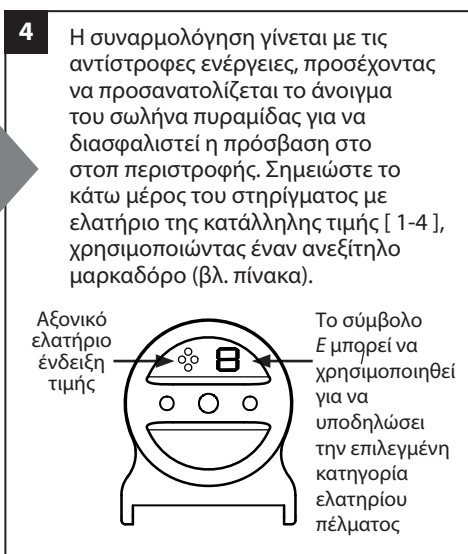 4
Η συναρμολόγηση γίνεται με τις
αντίστροφες ενέργειες, προσέχοντας
να προσανατολίζεται το άνοιγμα
του σωλήνα πυραμίδας για να
διασφαλιστεί η πρόσβαση στο
στοπ περιστροφής. Σημειώστε το
κάτω μέρος του στηρίγματος με
ελατήριο της κατάλληλης τιμής [ 1-4 ],
χρησιμοποιώντας έναν ανεξίτηλο
μαρκαδόρο (βλ. πίνακα).
Αξονικό
ελατήριο
ένδειξη
τιμής
8
Το σύμβολο
E μπορεί να
χρησιμοποιηθεί
για να
υποδηλώσει
την επιλεγμένη
κατηγορία
ελατηρίου
πέλματος